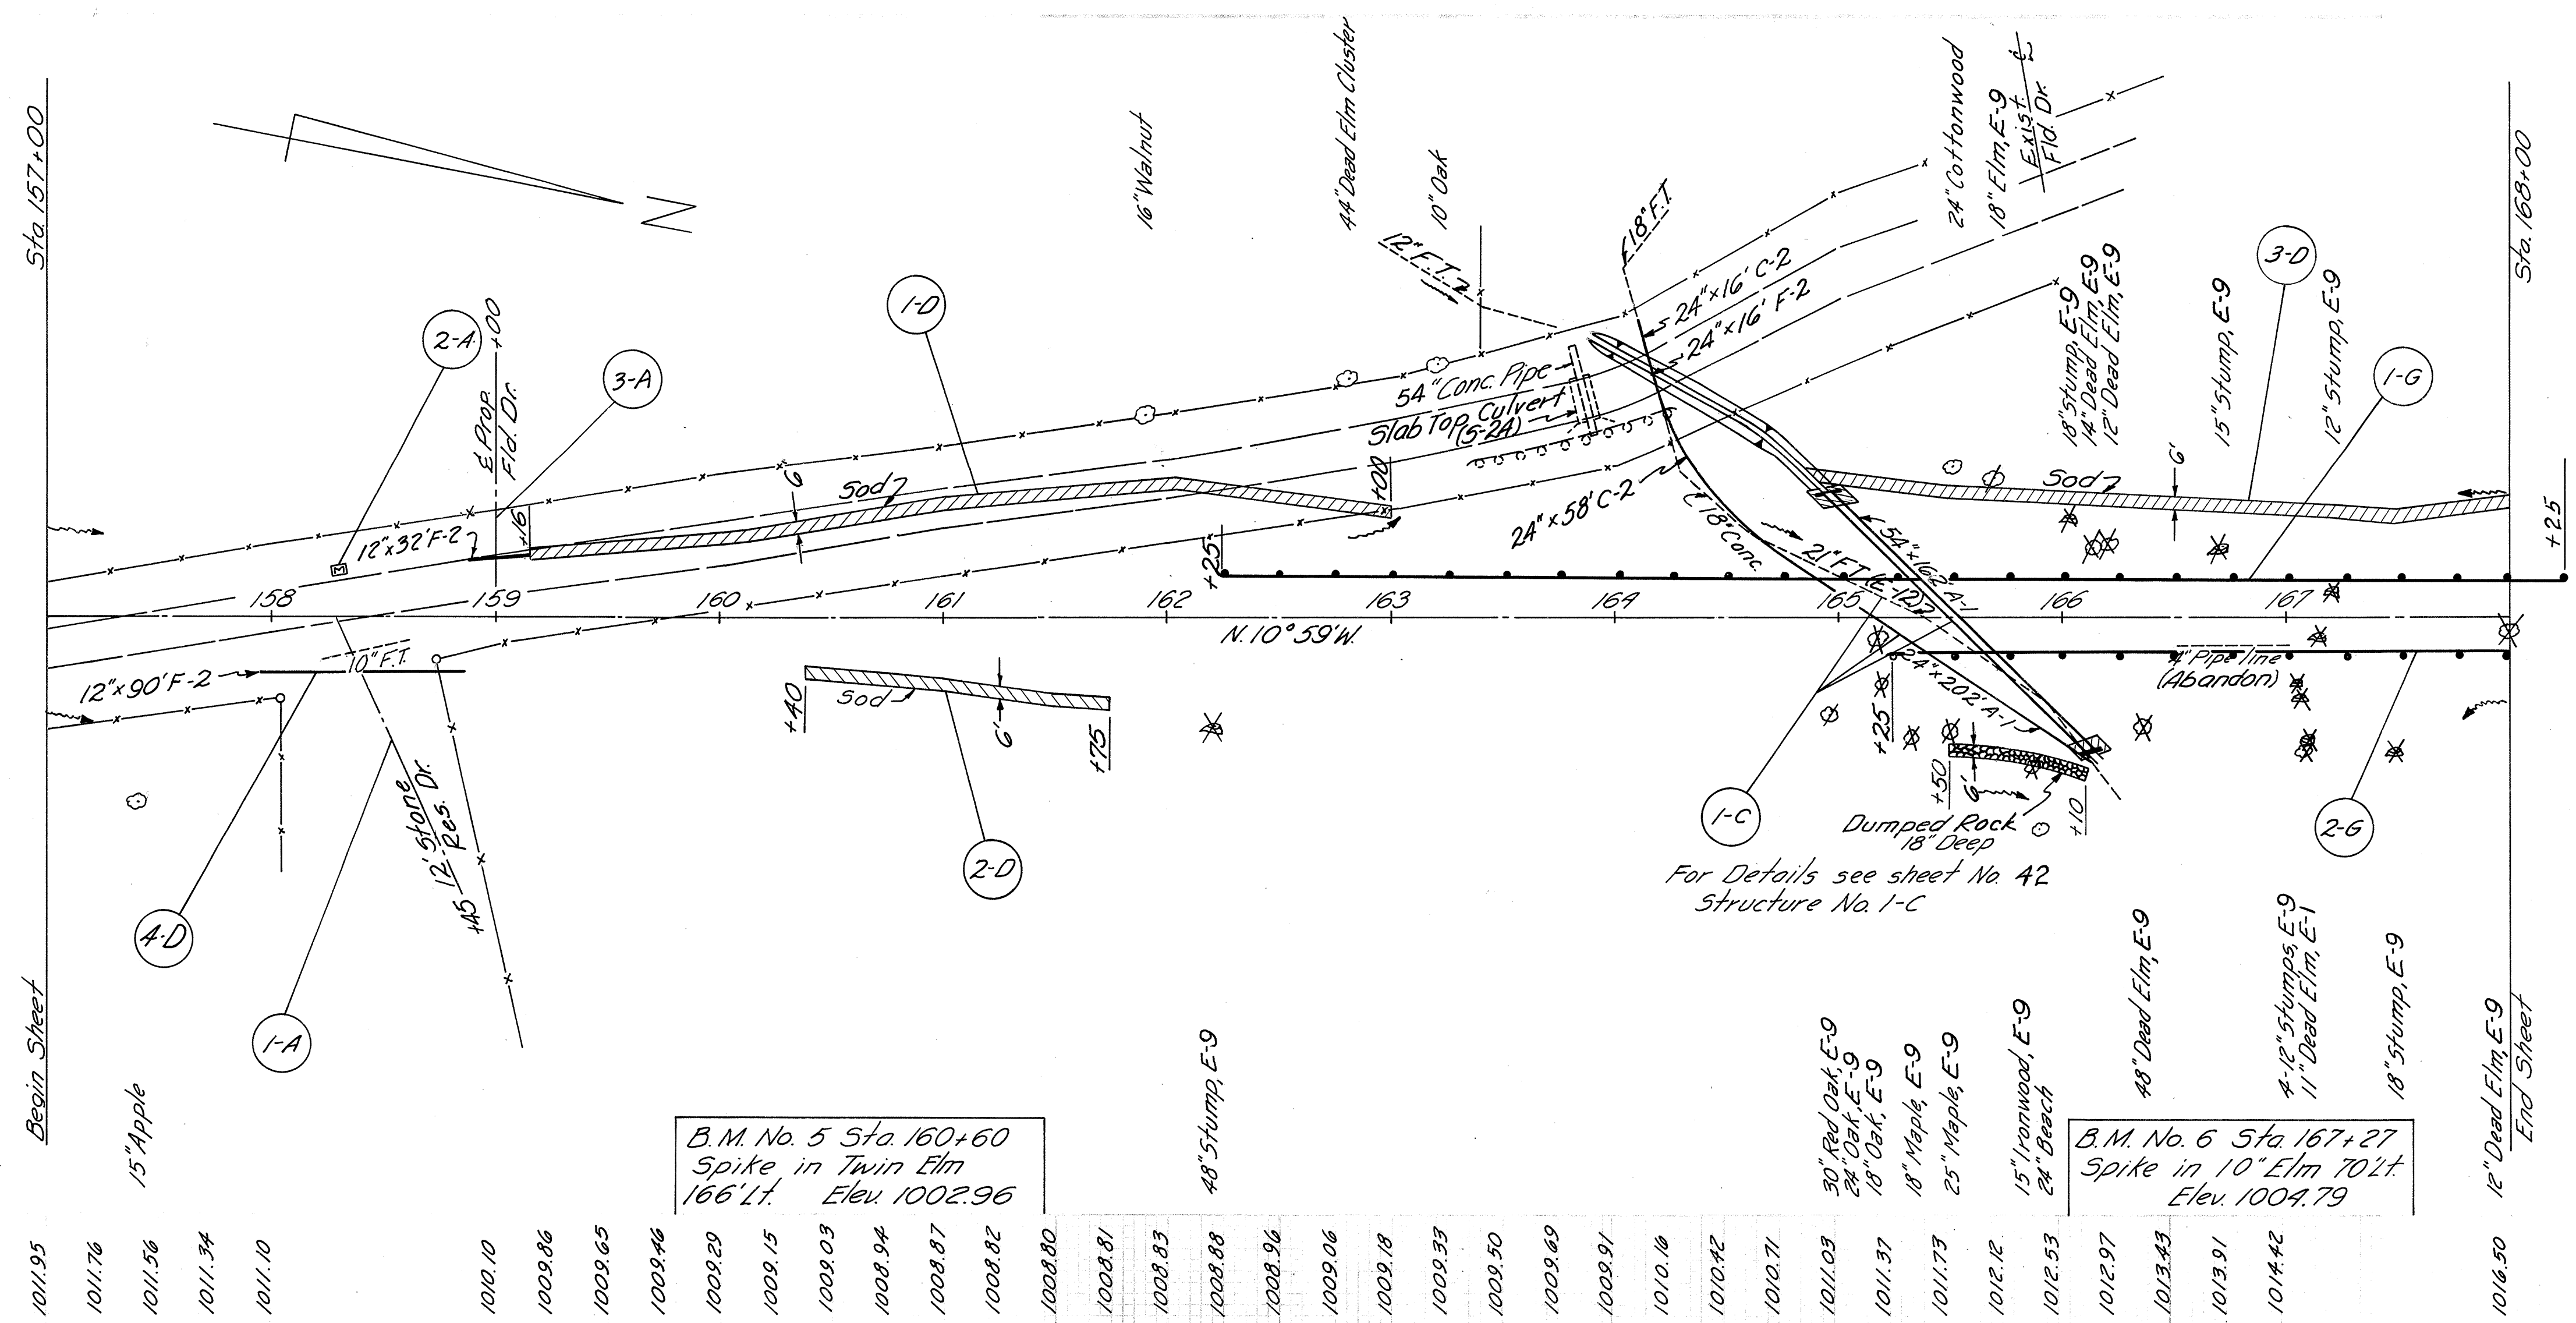 Sta. 157+00
Begin Sheet
N
16" Walnut
44" Dead Elm Cluster
10" Oak
24" Cottonwood
18" Elm, E-9
Exist. ℄
Fld. Dr.
Sta. 168+00
End Sheet
12" F.T.
18" F.T.
24" x 16' C-2
24" x 16' F-2
18" Stump, E-9
14" Dead Elm, E-9
12" Dead Elm, E-9
15" Stump, E-9
12" Stump, E-9
3-D
1-G
2-A
+00
℄ Prop.
Fld. Dr.
3-A
1-D
54" Conc. Pipe
Slab Top Culvert
(S-2A)
6'
Sod
+00
+16
12" x 32' F-2
M
6'
Sod
+25
+25
24" x 58' C-2
18" Conc.
21" F.T. (E-12)
54" x 162' A-1
158
159
160
161
162
163
164
165
166
167
N. 10° 59' W.
10" F.T.
12" x 90' F-2
+40
Sod
6'
+75
24" x 202' A-1
4" Pipe line
(Abandon)
+25
+50
6'
+10
Dumped Rock
18" Deep
1-C
2-G
2-D
For Details see sheet No. 42
Structure No. 1-C
12' Stone
+45 Res. Dr.
4-D
1-A
15" Apple
48" Stump, E-9
30" Red Oak, E-9
24" Oak, E-9
18" Oak, E-9
18" Maple, E-9
25" Maple, E-9
15" Ironwood, E-9
24" Beach
48" Dead Elm, E-9
4-12" Stumps, E-9
11" Dead Elm, E-1
18" Stump, E-9
12" Dead Elm, E-9
B.M. No. 5 Sta. 160+60
Spike in Twin Elm
166' Lt. Elev. 1002.96
B.M. No. 6 Sta. 167+27
Spike in 10" Elm 70' Lt.
Elev. 1004.79
1011.95
1011.76
1011.56
1011.34
1011.10
1010.10
1009.86
1009.65
1009.46
1009.29
1009.15
1009.03
1008.94
1008.87
1008.82
1008.80
1008.81
1008.83
1008.88
1008.96
1009.06
1009.18
1009.33
1009.50
1009.69
1009.91
1010.16
1010.42
1010.71
1011.03
1011.37
1011.73
1012.12
1012.53
1012.97
1013.43
1013.91
1014.42
1016.50